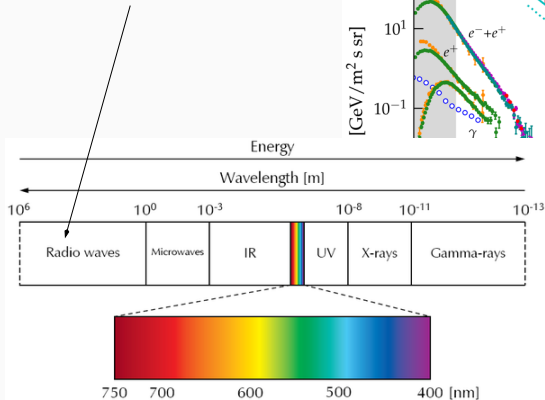 10¹
e⁻+e⁺
e⁺
[GeV/m² s sr]
10⁻¹
γ
Energy
Wavelength [m]
10⁶ 10⁰ 10⁻³ 10⁻⁸ 10⁻¹¹ 10⁻¹³
Radio waves Microwaves IR UV X-rays Gamma-rays
750 700 600 500 400 [nm]